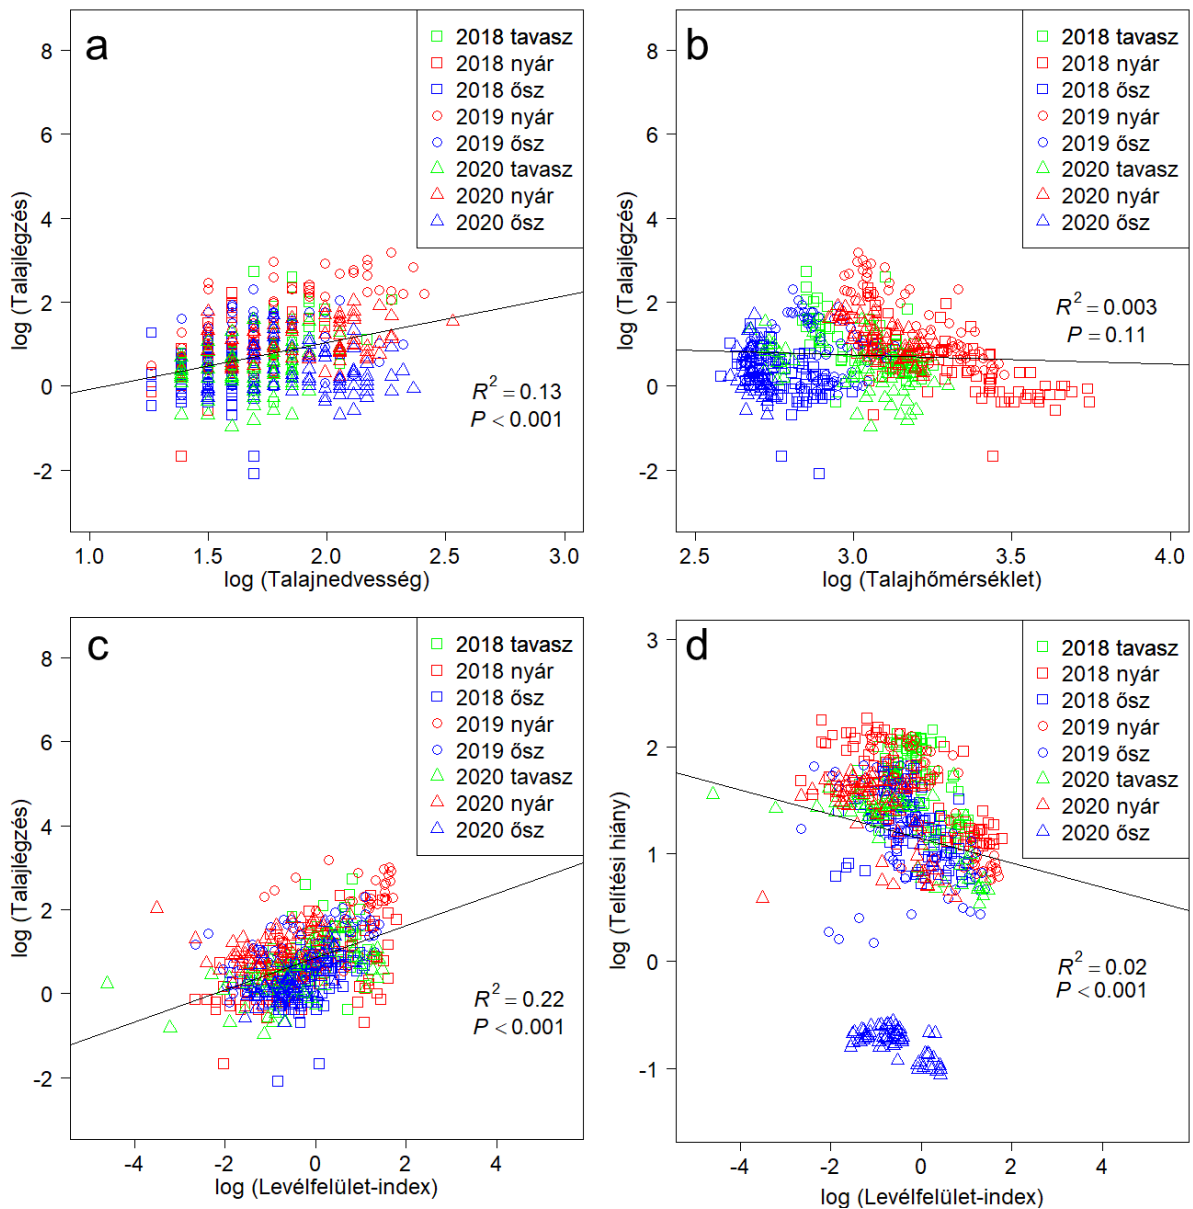 a
2018 tavasz
2018 nyár
2018 ősz
2019 nyár
2019 ősz
2020 tavasz
2020 nyár
2020 ősz
8
6
4
2
0
-2
log (Talajlégzés)
R² = 0.13
P < 0.001
1.0 1.5 2.0 2.5 3.0
log (Talajnedvesség)
b
2018 tavasz
2018 nyár
2018 ősz
2019 nyár
2019 ősz
2020 tavasz
2020 nyár
2020 ősz
8
6
4
2
0
-2
log (Talajlégzés)
R² = 0.003
P = 0.11
2.5 3.0 3.5 4.0
log (Talajhőmérséklet)
c
2018 tavasz
2018 nyár
2018 ősz
2019 nyár
2019 ősz
2020 tavasz
2020 nyár
2020 ősz
8
6
4
2
0
-2
log (Talajlégzés)
R² = 0.22
P < 0.001
-4 -2 0 2 4
log (Levélfelület-index)
d
2018 tavasz
2018 nyár
2018 ősz
2019 nyár
2019 ősz
2020 tavasz
2020 nyár
2020 ősz
3
2
1
0
-1
log (Telítési hiány)
R² = 0.02
P < 0.001
-4 -2 0 2 4
log (Levélfelület-index)